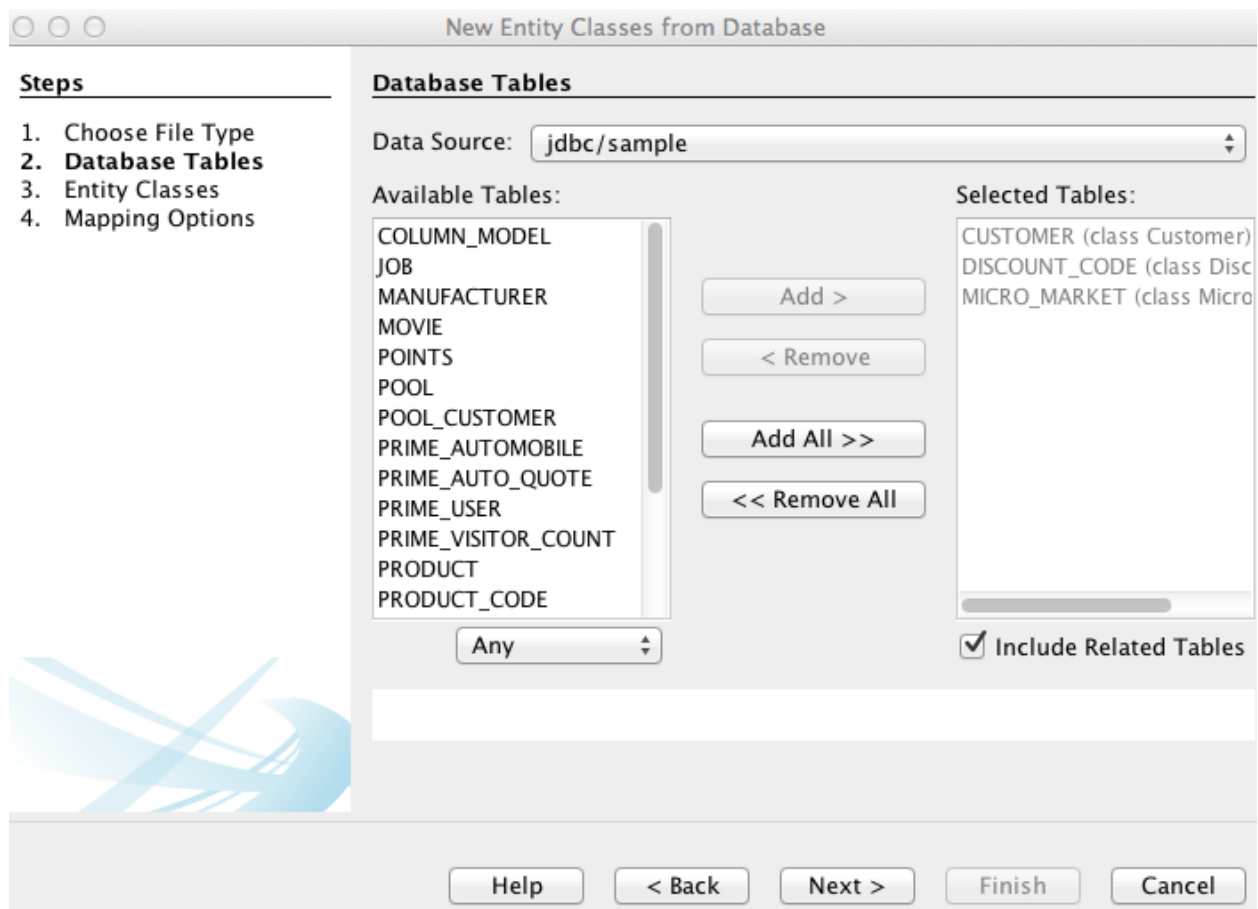 New Entity Classes from Database
Steps
1. Choose File Type
2. Database Tables
3. Entity Classes
4. Mapping Options
Database Tables
Data Source: jdbc/sample
Available Tables:
COLUMN_MODEL
JOB
MANUFACTURER
MOVIE
POINTS
POOL
POOL_CUSTOMER
PRIME_AUTOMOBILE
PRIME_AUTO_QUOTE
PRIME_USER
PRIME_VISITOR_COUNT
PRODUCT
PRODUCT_CODE
Any
Add >
< Remove
Add All >>
<< Remove All
Selected Tables:
CUSTOMER (class Customer)
DISCOUNT_CODE (class Disc
MICRO_MARKET (class Micro
Include Related Tables
Help < Back Next > Finish Cancel